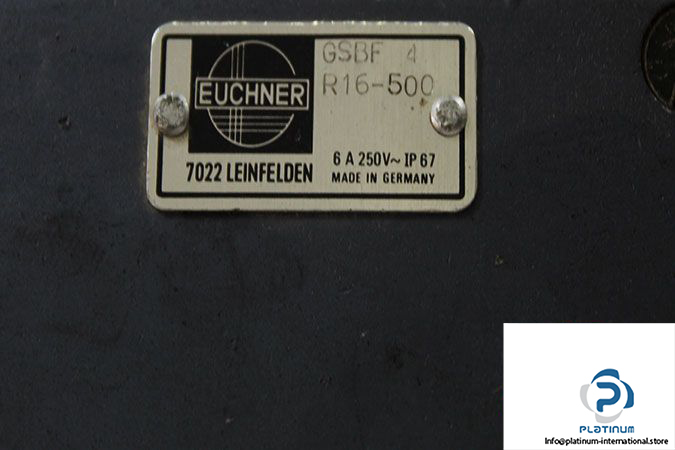 GSBF 4
R16-500
EUCHNER
7022 LEINFELDEN
6 A 250V~ IP 67
MADE IN GERMANY
PLATINUM
Info@platinum-international.store